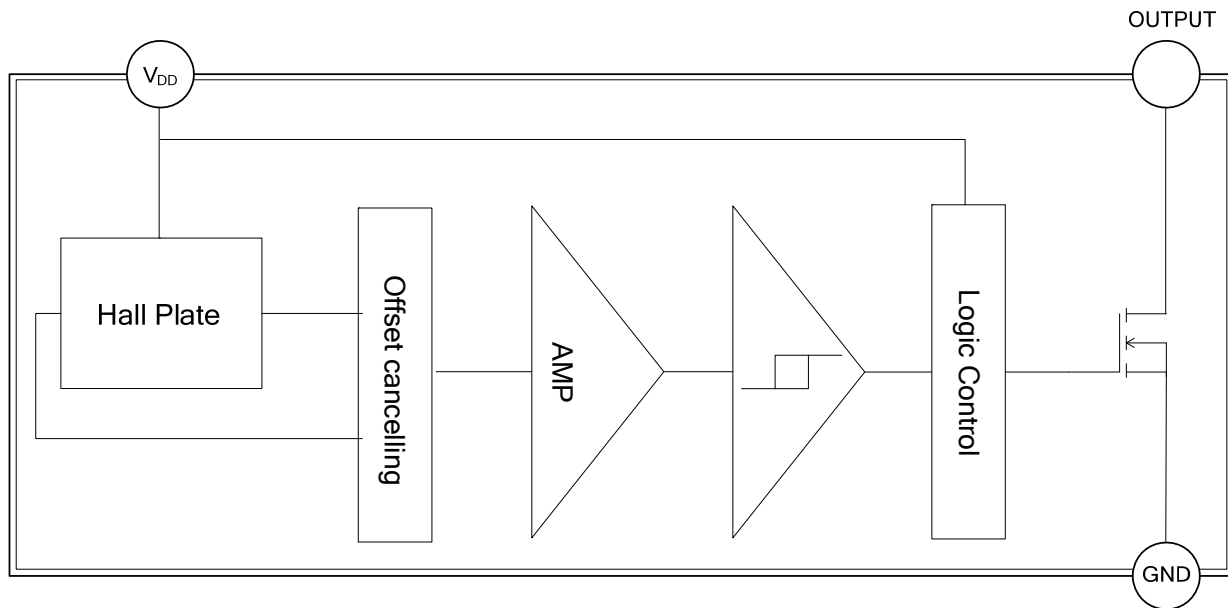 OUTPUT
VDD
Hall Plate
Offset cancelling
AMP
Logic Control
GND